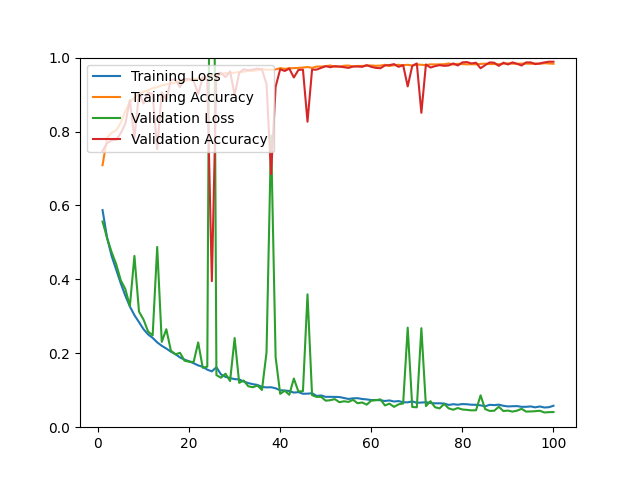 1.0
0.8
0.6
0.4
0.2
0.0
Training Loss
Training Accuracy
Validation Loss
Validation Accuracy
0 20 40 60 80 100